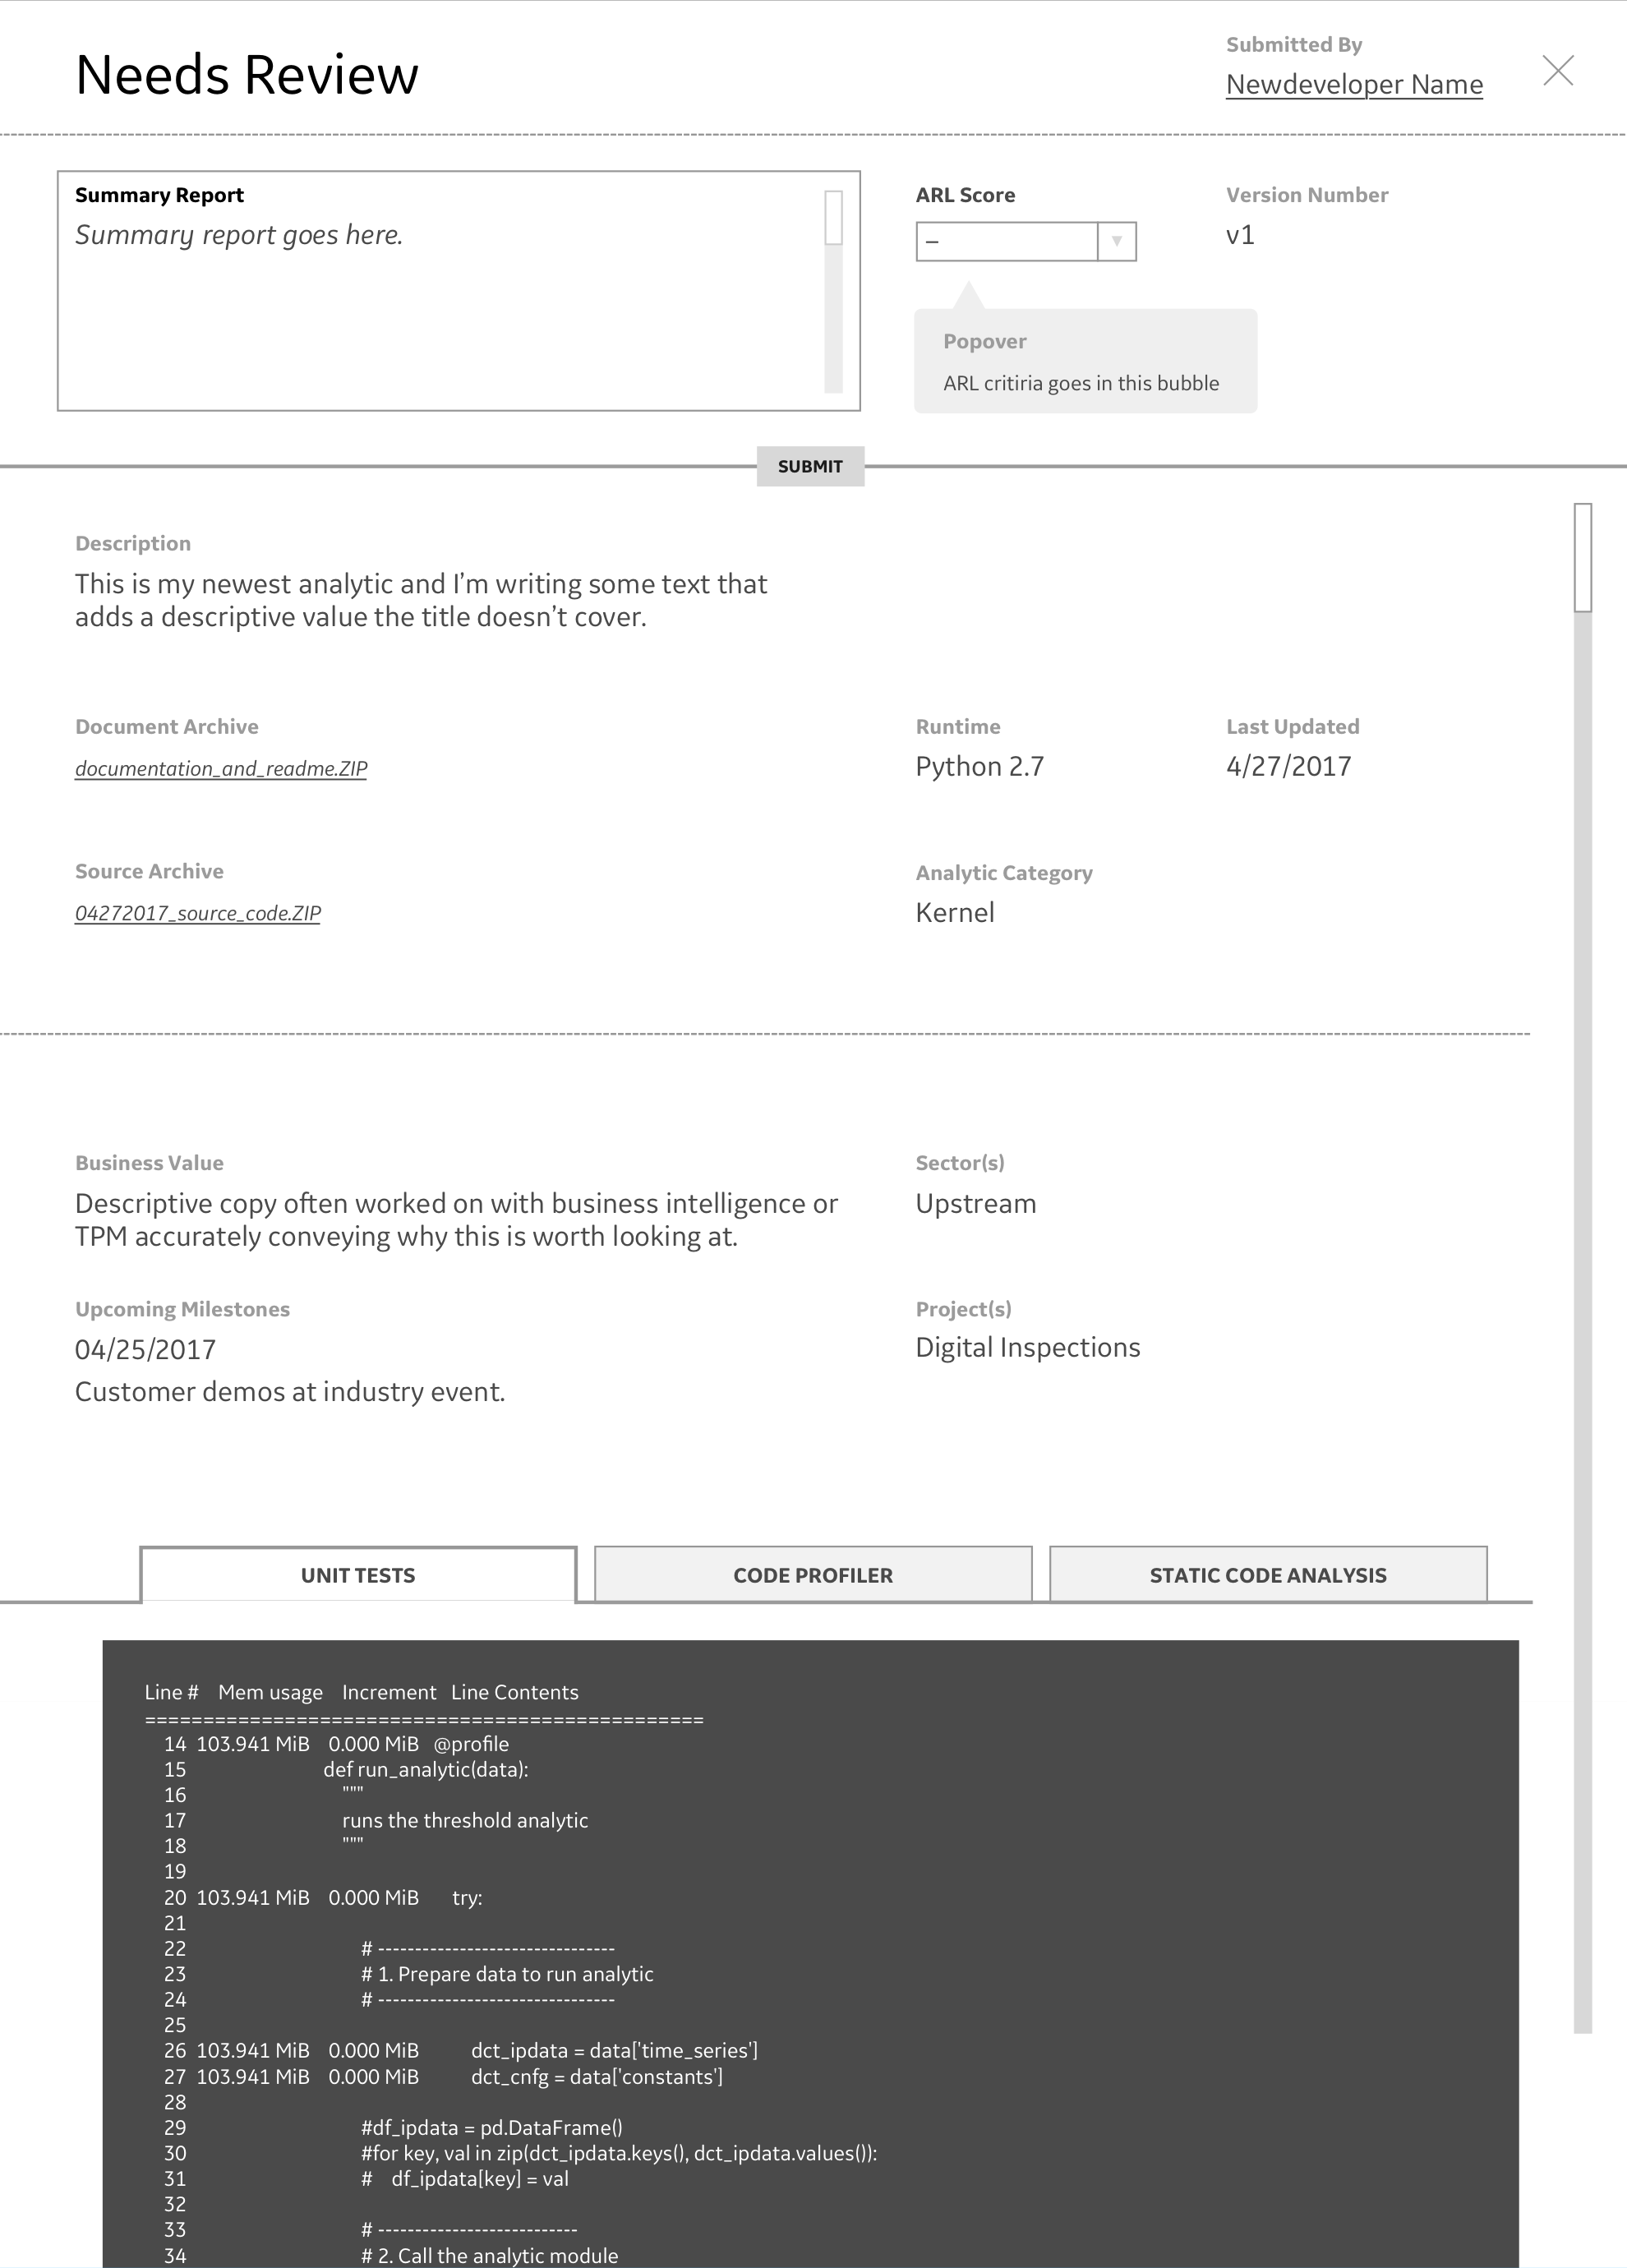 Needs Review
Submitted By
Newdeveloper Name
Summary Report
Summary report goes here.
ARL Score
–
Version Number
v1
Popover
ARL critiria goes in this bubble
SUBMIT
Description
This is my newest analytic and I’m writing some text that
adds a descriptive value the title doesn’t cover.
Document Archive
documentation_and_readme.ZIP
Runtime
Python 2.7
Last Updated
4/27/2017
Source Archive
04272017_source_code.ZIP
Analytic Category
Kernel
Business Value
Descriptive copy often worked on with business intelligence or
TPM accurately conveying why this is worth looking at.
Sector(s)
Upstream
Upcoming Milestones
04/25/2017
Customer demos at industry event.
Project(s)
Digital Inspections
UNIT TESTS
CODE PROFILER
STATIC CODE ANALYSIS
Line #    Mem usage    Increment   Line Contents
================================================
14  103.941 MiB    0.000 MiB   @profile
15                             def run_analytic(data):
16                                 """
17                                 runs the threshold analytic
18                                 """
19
20  103.941 MiB    0.000 MiB       try:
21
22                                     # --------------------------------
23                                     # 1. Prepare data to run analytic
24                                     # --------------------------------
25
26  103.941 MiB    0.000 MiB           dct_ipdata = data['time_series']
27  103.941 MiB    0.000 MiB           dct_cnfg = data['constants']
28
29                                     #df_ipdata = pd.DataFrame()
30                                     #for key, val in zip(dct_ipdata.keys(), dct_ipdata.values()):
31                                     #    df_ipdata[key] = val
32
33                                     # ---------------------------
34                                     # 2. Call the analytic module